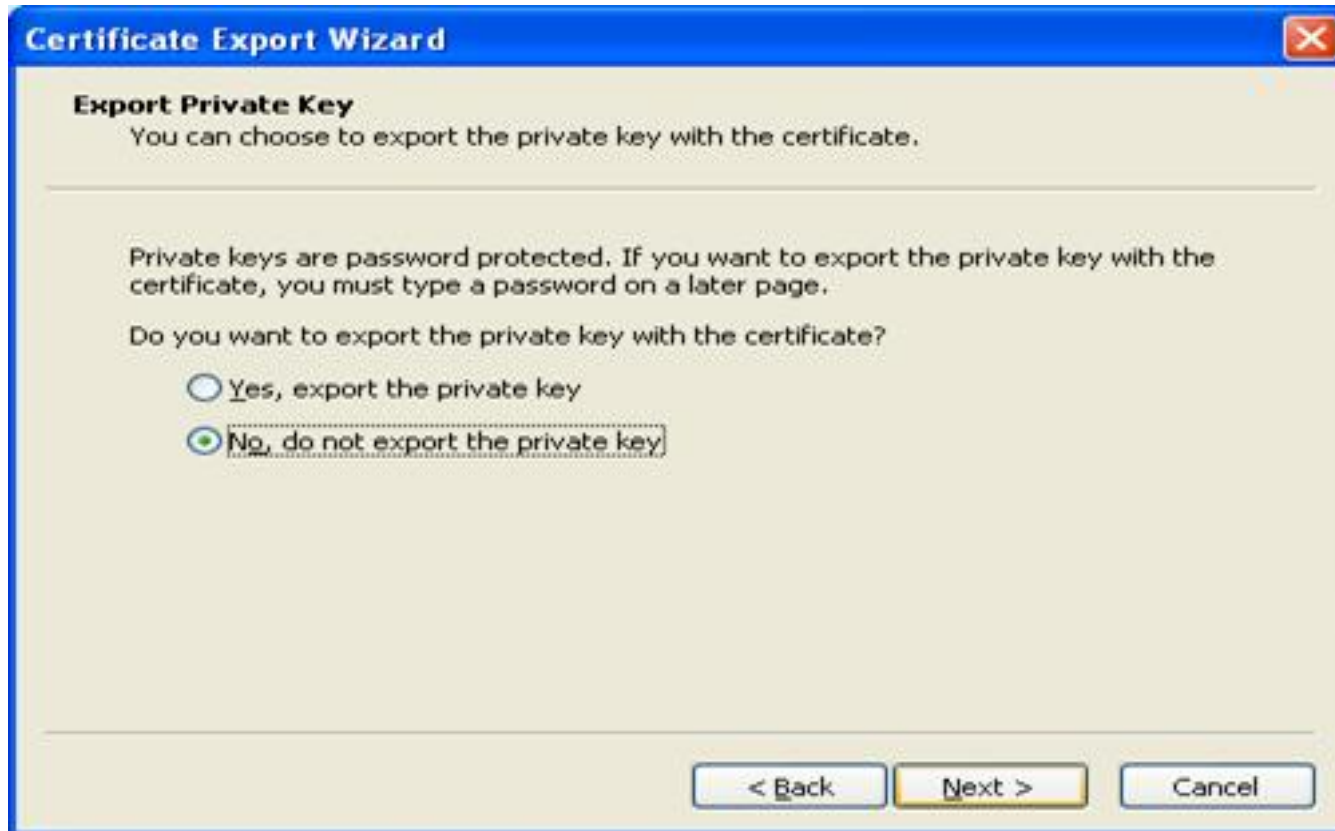 Certificate Export Wizard
Export Private Key
You can choose to export the private key with the certificate.
Private keys are password protected. If you want to export the private key with the
certificate, you must type a password on a later page.
Do you want to export the private key with the certificate?
Yes, export the private key
No, do not export the private key
< Back Next > Cancel